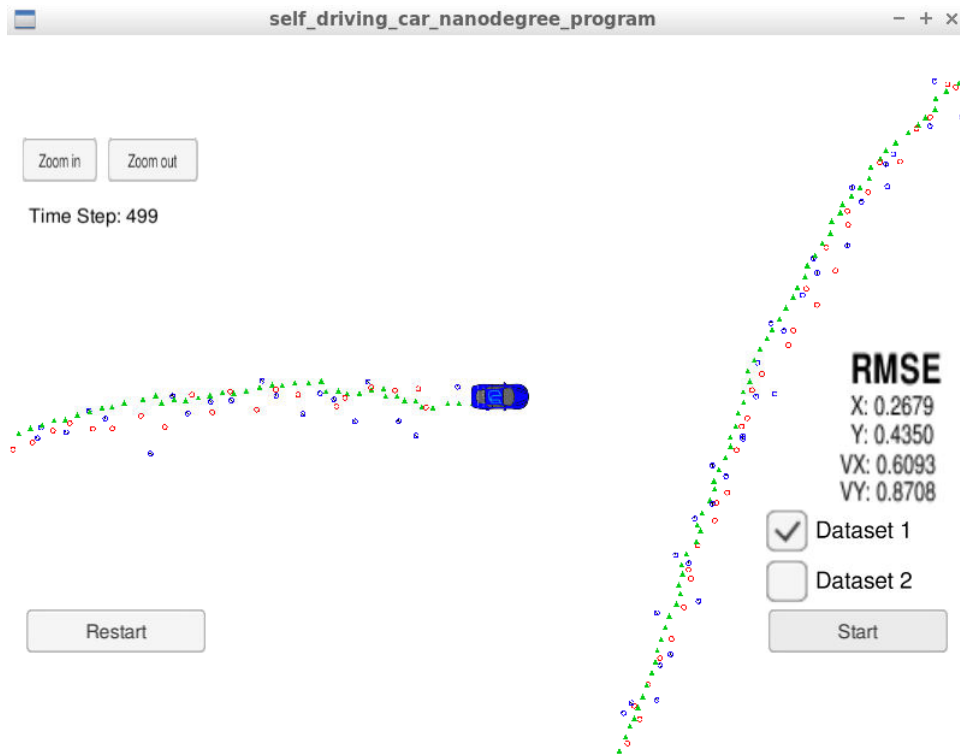 self_driving_car_nanodegree_program
Zoom in
Zoom out
Time Step: 499
RMSE
X: 0.2679
Y: 0.4350
VX: 0.6093
VY: 0.8708
Dataset 1
Dataset 2
Restart
Start